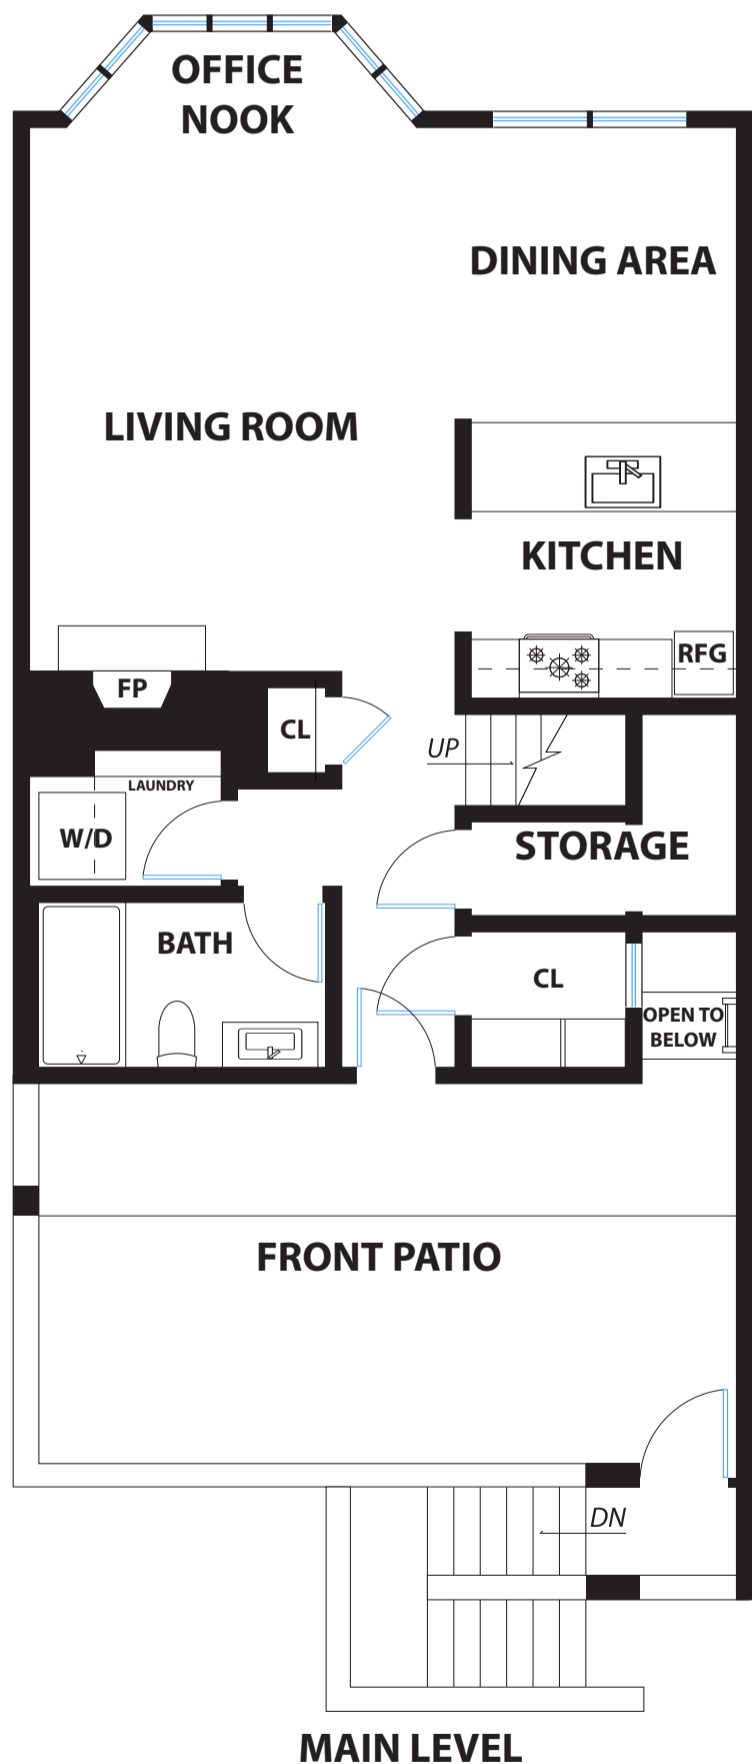 OFFICE
NOOK
DINING AREA
LIVING ROOM
KITCHEN
RFG
FP
CL
UP
LAUNDRY
W/D
STORAGE
BATH
CL
OPEN TO
BELOW
FRONT PATIO
DN
MAIN LEVEL